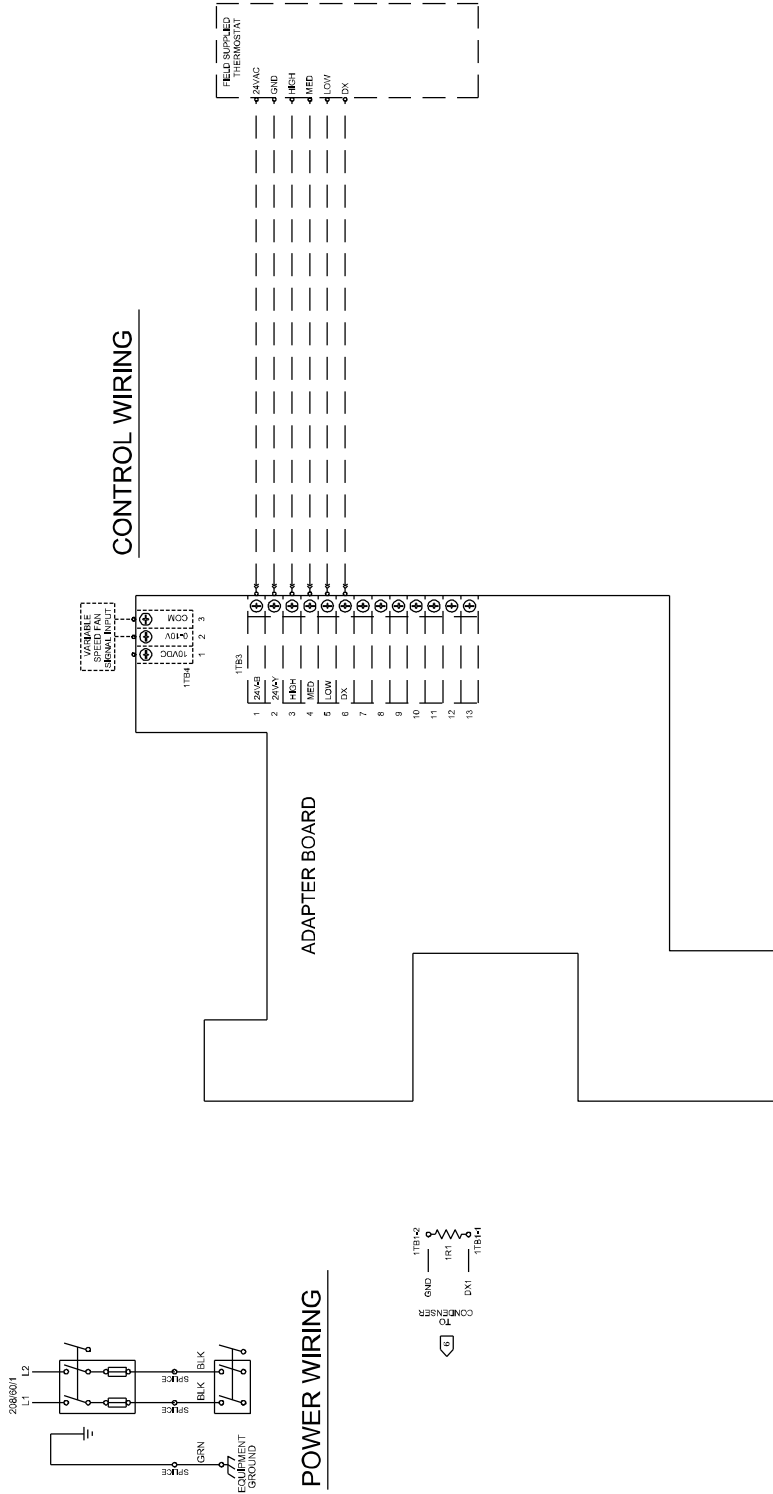 FIELD SUPPLIED
THERMOSTAT
24VAC
GND
HIGH
MED
LOW
DX
CONTROL WIRING
VARIABLE
SPEED FAN
SIGNAL INPUT
10VDC
0-10V
COM
1
2
3
1TB4
1TB3
1 24V-B
2 24V-Y
3 HIGH
4 MED
5 LOW
6 DX
7
8
9
10
11
12
13
ADAPTER BOARD
208/60/1
L1
L2
SPLICE
SPLICE
SPLICE
BLK
BLK
GRN
EQUIPMENT
GROUND
POWER WIRING
1TB1-2
1R1
1TB1-1
GND
DX1
TO
CONDENSER
6